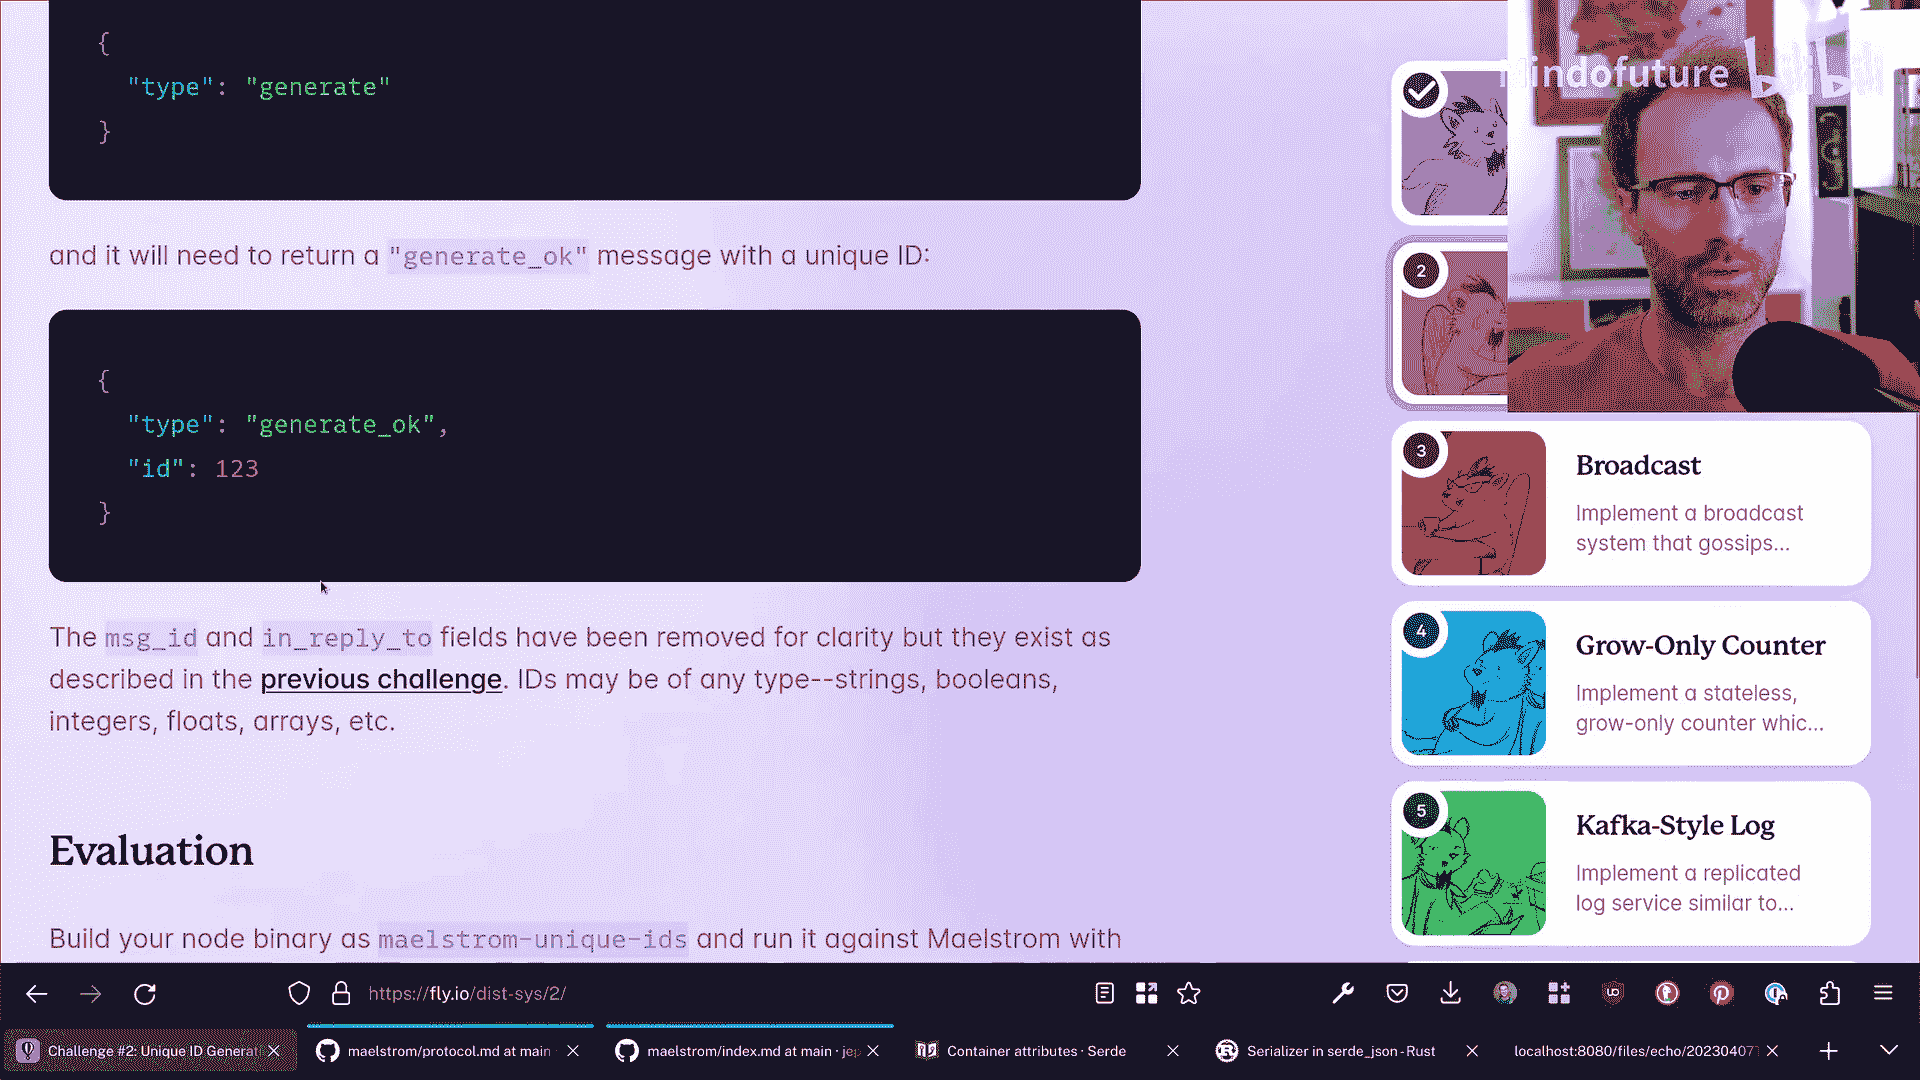 {
"type": "generate"
}
and it will need to return a "generate_ok" message with a unique ID:
{
"type": "generate_ok",
"id": 123
}
The msg_id and in_reply_to fields have been removed for clarity but they exist as
described in the previous challenge. IDs may be of any type--strings, booleans,
integers, floats, arrays, etc.
Evaluation
Build your node binary as maelstrom-unique-ids and run it against Maelstrom with
Mindofuture bilibili
2
3
Broadcast
Implement a broadcast
system that gossips...
4
Grow-Only Counter
Implement a stateless,
grow-only counter whic...
5
Kafka-Style Log
Implement a replicated
log service similar to...
https://fly.io/dist-sys/2/
Challenge #2: Unique ID Generat
maelstrom/protocol.md at main
maelstrom/index.md at main · jep
Container attributes · Serde
Serializer in serde_json - Rust
localhost:8080/files/echo/20230407